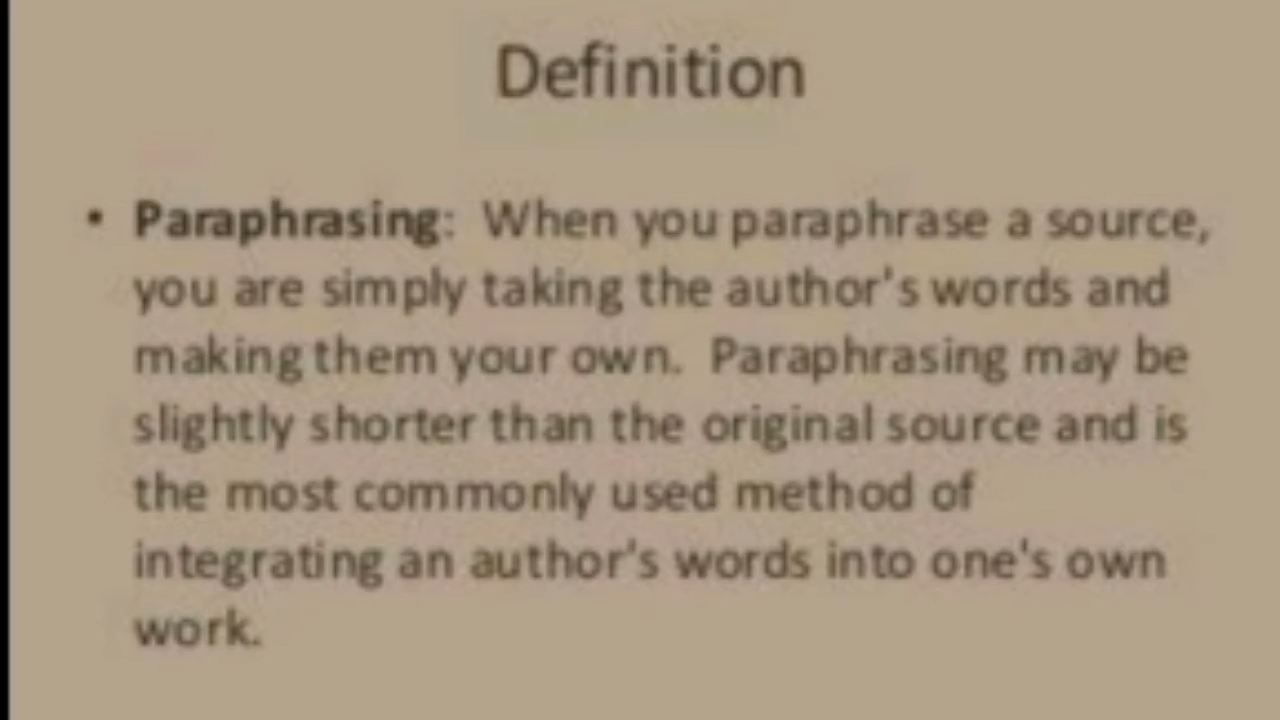 Definition
• Paraphrasing: When you paraphrase a source,
you are simply taking the author's words and
making them your own. Paraphrasing may be
slightly shorter than the original source and is
the most commonly used method of
integrating an author's words into one's own
work.